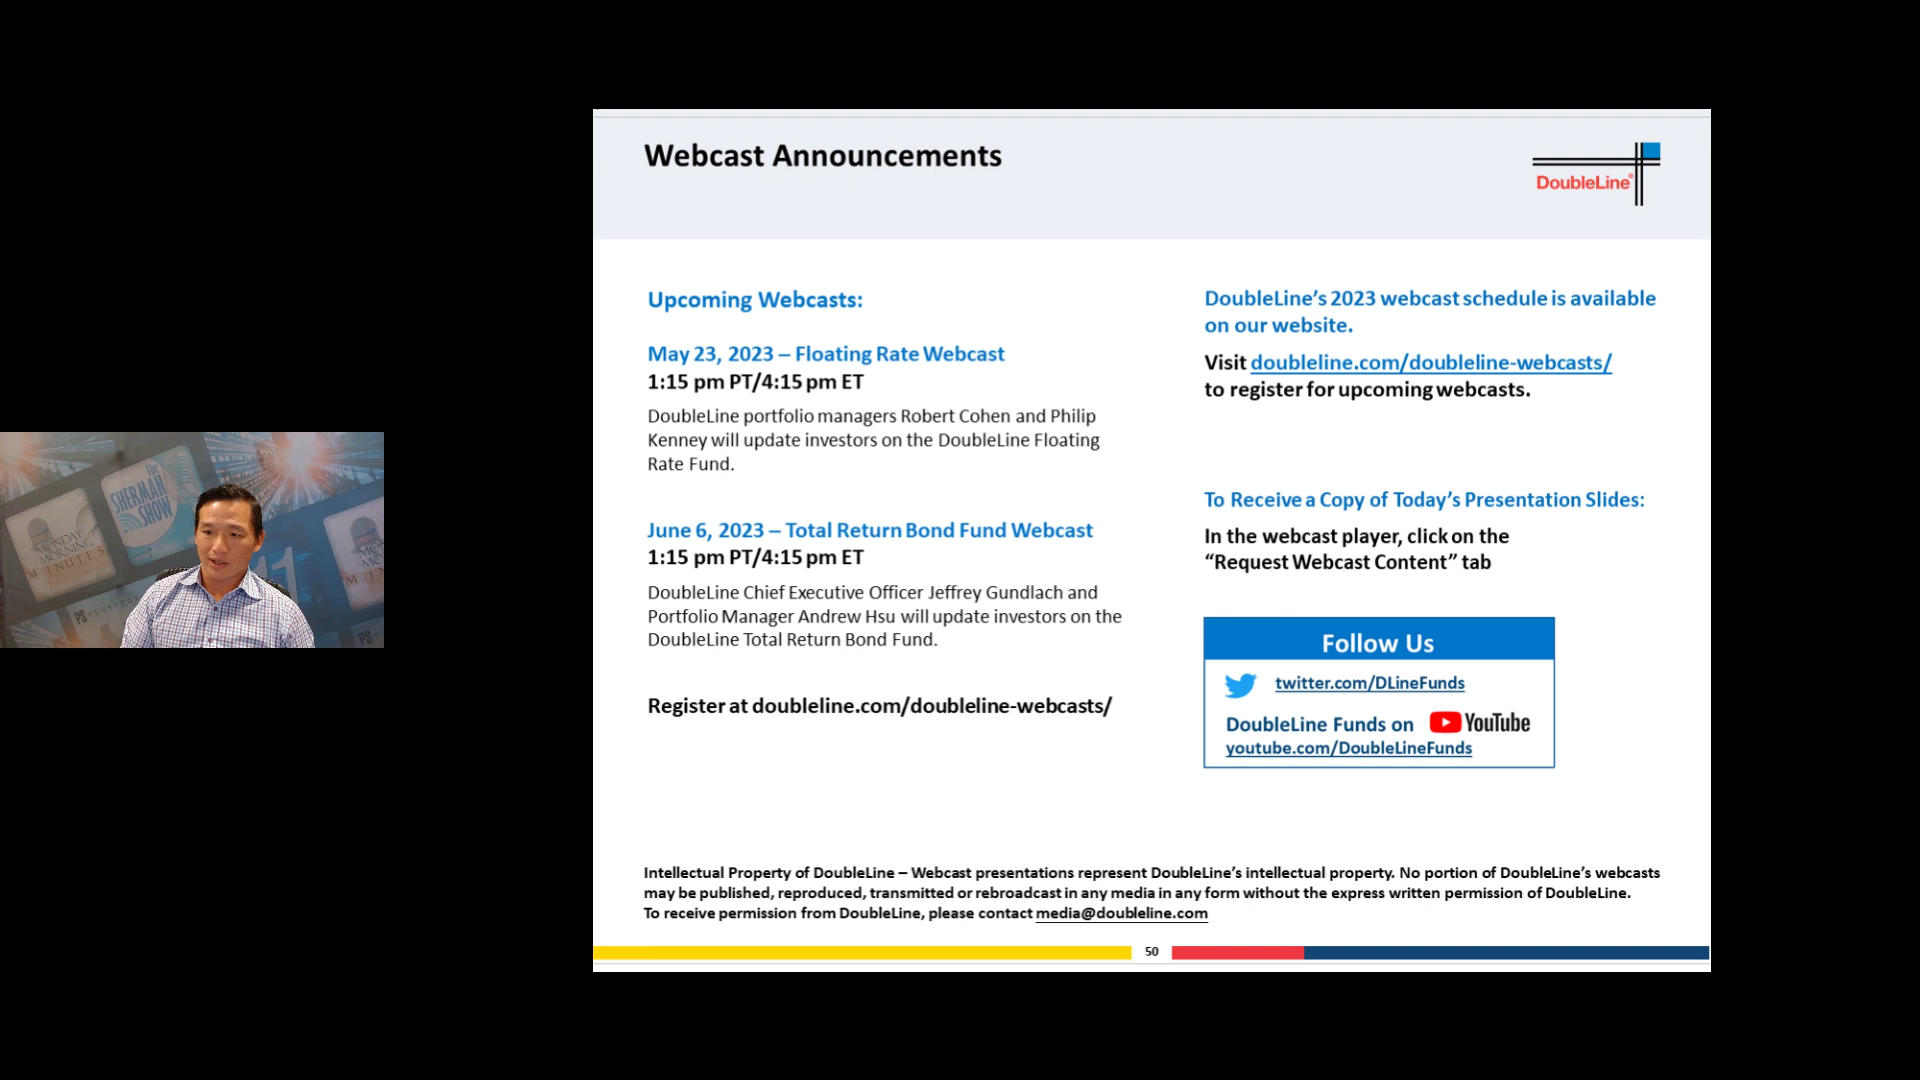 Webcast Announcements
DoubleLine®
Upcoming Webcasts:
May 23, 2023 – Floating Rate Webcast
1:15 pm PT/4:15 pm ET
DoubleLine portfolio managers Robert Cohen and Philip
Kenney will update investors on the DoubleLine Floating
Rate Fund.
June 6, 2023 – Total Return Bond Fund Webcast
1:15 pm PT/4:15 pm ET
DoubleLine Chief Executive Officer Jeffrey Gundlach and
Portfolio Manager Andrew Hsu will update investors on the
DoubleLine Total Return Bond Fund.
Register at doubleline.com/doubleline-webcasts/
DoubleLine’s 2023 webcast schedule is available
on our website.
Visit doubleline.com/doubleline-webcasts/
to register for upcoming webcasts.
To Receive a Copy of Today’s Presentation Slides:
In the webcast player, click on the
“Request Webcast Content” tab
Follow Us
twitter.com/DLineFunds
DoubleLine Funds on YouTube
youtube.com/DoubleLineFunds
Intellectual Property of DoubleLine – Webcast presentations represent DoubleLine’s intellectual property. No portion of DoubleLine’s webcasts
may be published, reproduced, transmitted or rebroadcast in any media in any form without the express written permission of DoubleLine.
To receive permission from DoubleLine, please contact media@doubleline.com
50
The
SHERMAN
SHOW
MONDAY
MORNING
MINUTES
11